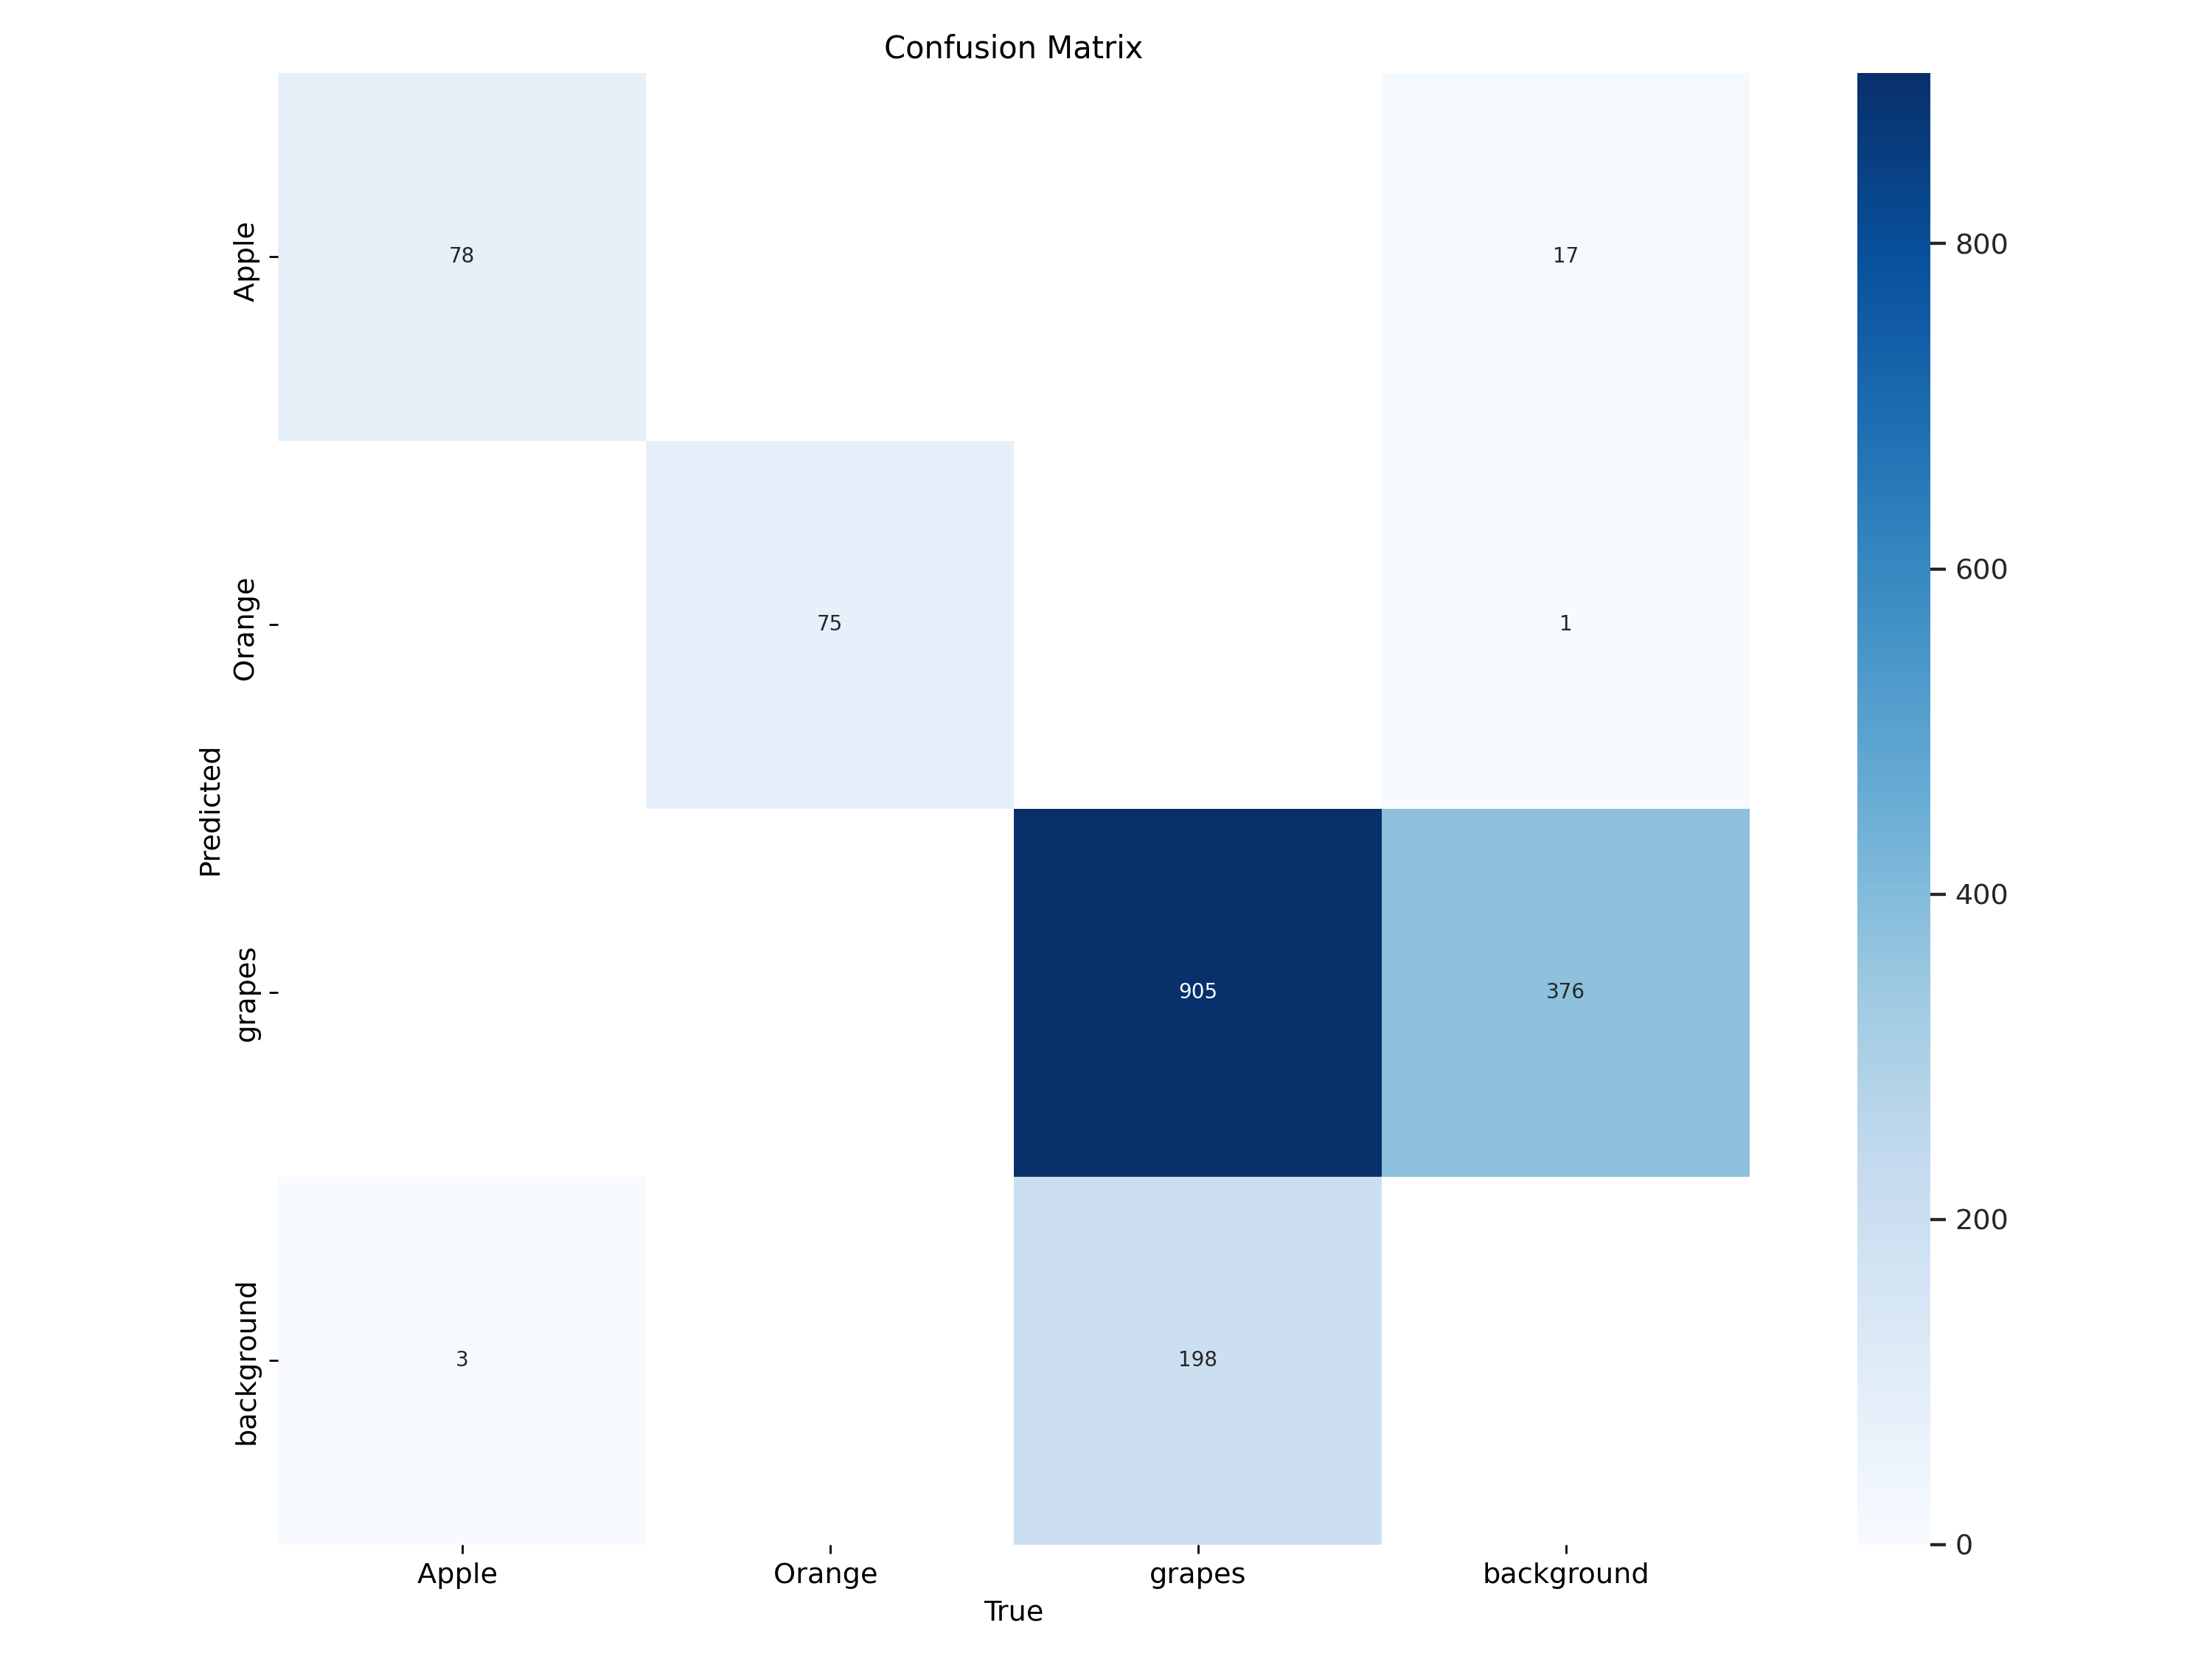 Confusion Matrix
Apple
78
17
800
Orange
75
1
600
Predicted
grapes
905
376
400
background
3
198
200
0
Apple
Orange
grapes
background
True